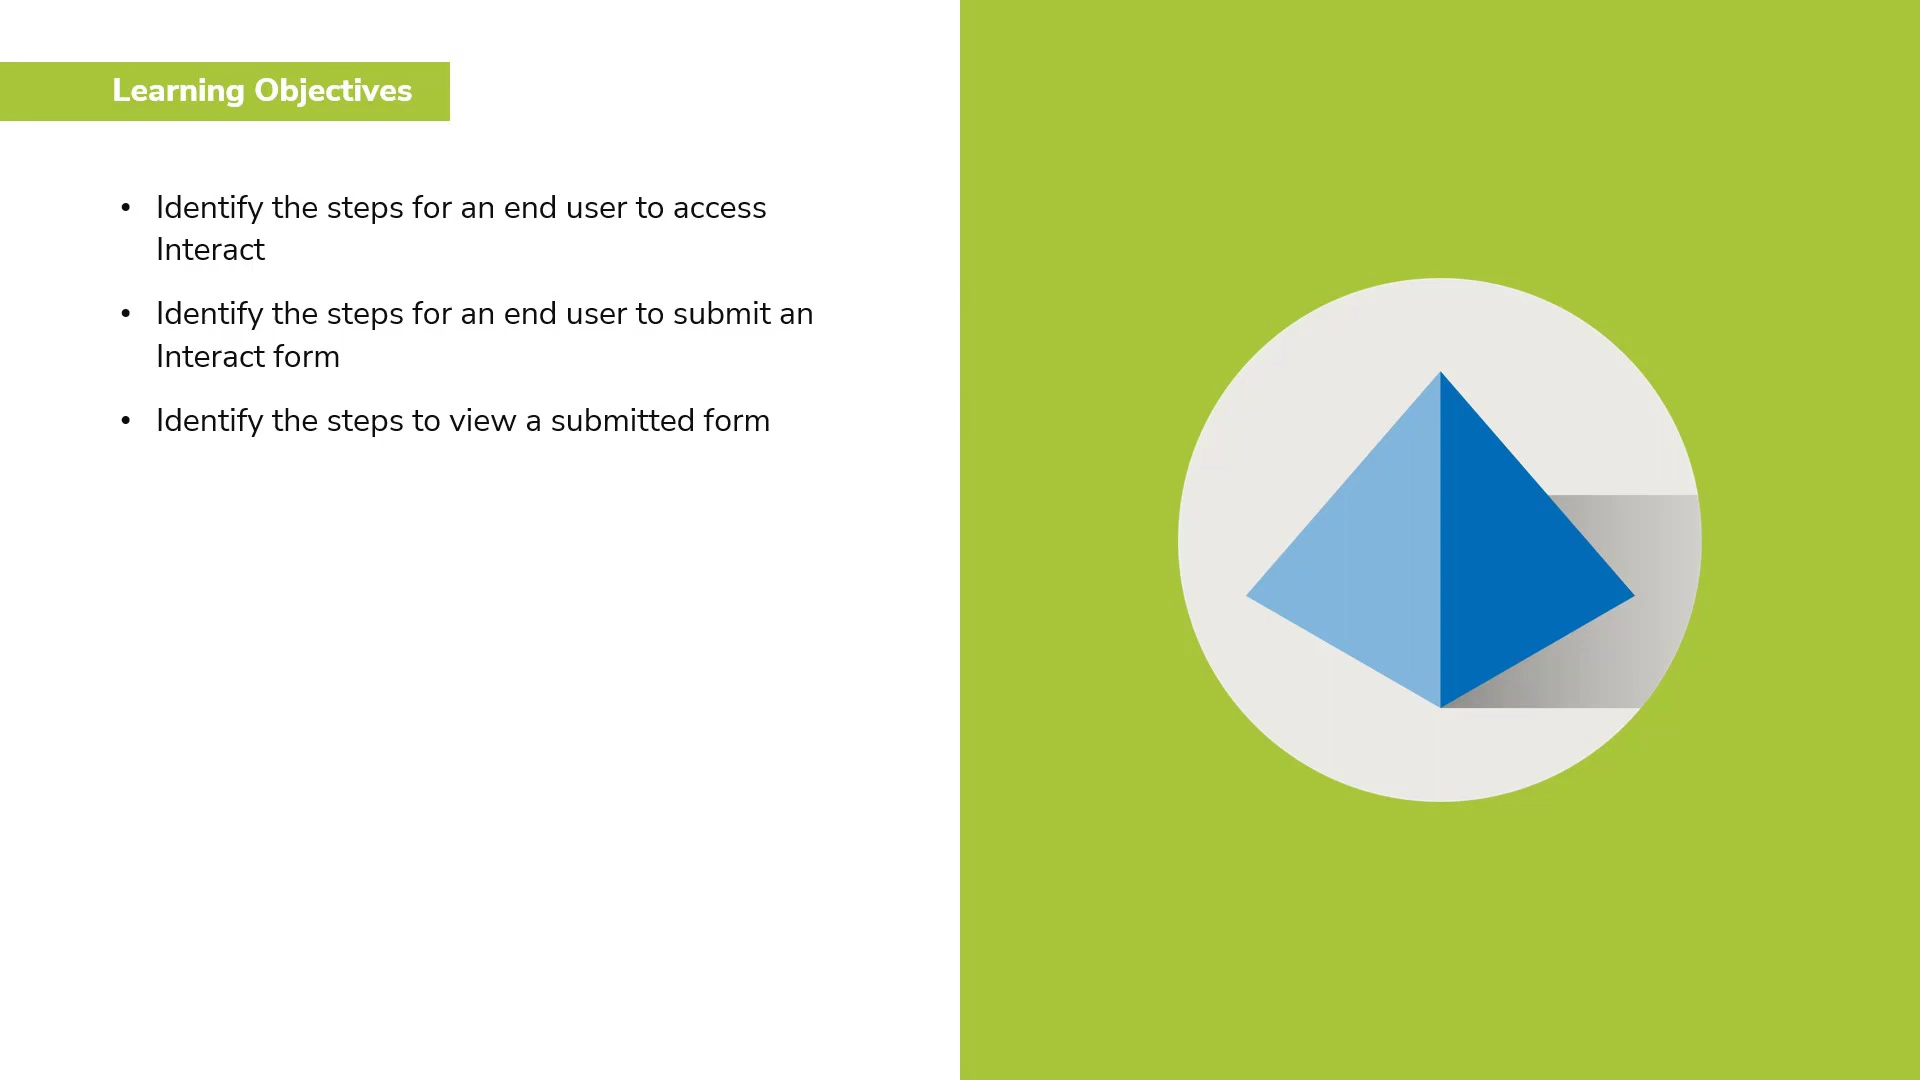 Learning Objectives
• Identify the steps for an end user to access
Interact
• Identify the steps for an end user to submit an
Interact form
• Identify the steps to view a submitted form